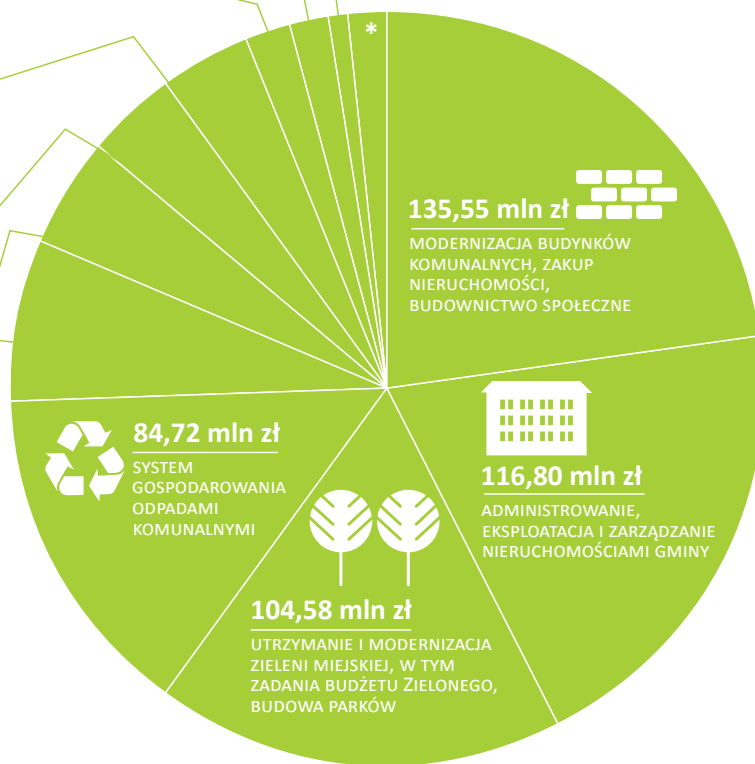 *
135,55 mln zł
MODERNIZACJA BUDYNKÓW
KOMUNALNYCH, ZAKUP
NIERUCHOMOŚCI,
BUDOWNICTWO SPOŁECZNE
116,80 mln zł
ADMINISTROWANIE,
EKSPLOATACJA I ZARZĄDZANIE
NIERUCHOMOŚCIAMI GMINY
84,72 mln zł
SYSTEM
GOSPODAROWANIA
ODPADAMI
KOMUNALNYMI
104,58 mln zł
UTRZYMANIE I MODERNIZACJA
ZIELENI MIEJSKIEJ, W TYM
ZADANIA BUDŻETU ZIELONEGO,
BUDOWA PARKÓW